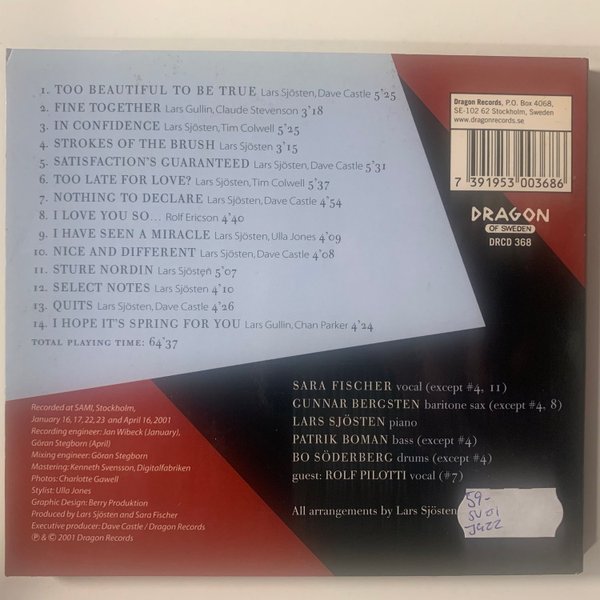 1. TOO BEAUTIFUL TO BE TRUE Lars Sjösten, Dave Castle 5'25
2. FINE TOGETHER Lars Gullin, Claude Stevenson 3'18
3. IN CONFIDENCE Lars Sjösten, Tim Colwell 5'25
4. STROKES OF THE BRUSH Lars Sjösten 3'15
5. SATISFACTION'S GUARANTEED Lars Sjösten, Dave Castle 5'31
6. TOO LATE FOR LOVE? Lars Sjösten, Tim Colwell 5'37
7. NOTHING TO DECLARE Lars Sjösten, Dave Castle 4'54
8. I LOVE YOU SO... Rolf Ericson 4'40
9. I HAVE SEEN A MIRACLE Lars Sjösten, Ulla Jones 4'09
10. NICE AND DIFFERENT Lars Sjösten, Dave Castle 4'08
11. STURE NORDIN Lars Sjösten 5'07
12. SELECT NOTES Lars Sjösten 4'10
13. QUITS Lars Sjösten, Dave Castle 4'26
14. I HOPE IT'S SPRING FOR YOU Lars Gullin, Chan Parker 4'24
TOTAL PLAYING TIME: 64'37
Dragon Records, P.O. Box 4068,
SE-102 62 Stockholm, Sweden
www.dragonrecords.se
7 391953 003686
DRAGON
OF SWEDEN
DRCD 368
SARA FISCHER vocal (except #4, 11)
GUNNAR BERGSTEN baritone sax (except #4, 8)
LARS SJÖSTEN piano
PATRIK BOMAN bass (except #4)
BO SÖDERBERG drums (except #4)
guest: ROLF PILOTTI vocal (#7)
All arrangements by Lars Sjösten
59-
SVOI
JAZZ
Recorded at SAMI, Stockholm,
January 16, 17, 22, 23 and April 16, 2001
Recording engineer: Jan Wibeck (January),
Göran Stegborn (April)
Mixing engineer: Göran Stegborn
Mastering: Kenneth Svensson, Digitalfabriken
Photos: Charlotte Gawell
Stylist: Ulla Jones
Graphic Design: Berry Produktion
Produced by Lars Sjösten and Sara Fischer
Executive producer: Dave Castle / Dragon Records
℗ & © 2001 Dragon Records